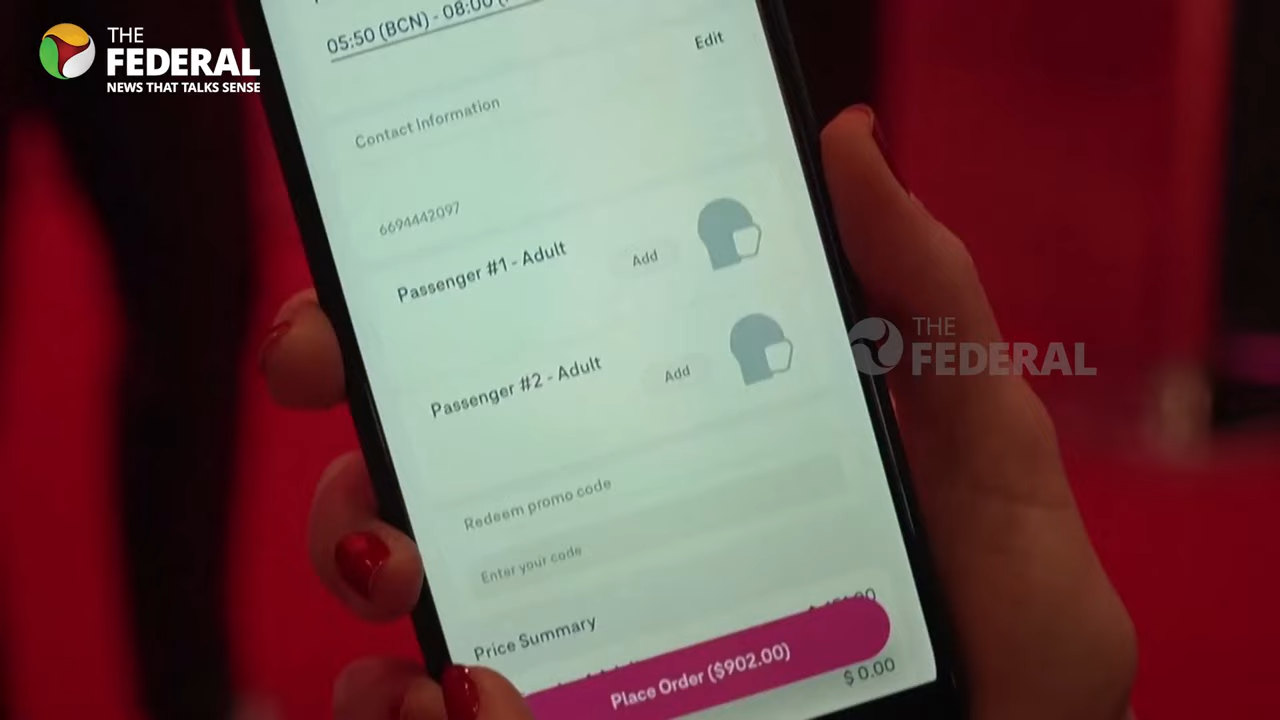 THE
FEDERAL
NEWS THAT TALKS SENSE
05:50 (BCN) - 08:00
Edit
Contact Information
6694442097
Passenger #1 - Adult
Add
Passenger #2 - Adult
Add
THE
FEDERAL
Redeem promo code
Enter your code
Price Summary
Place Order ($902.00)
$ 0.00